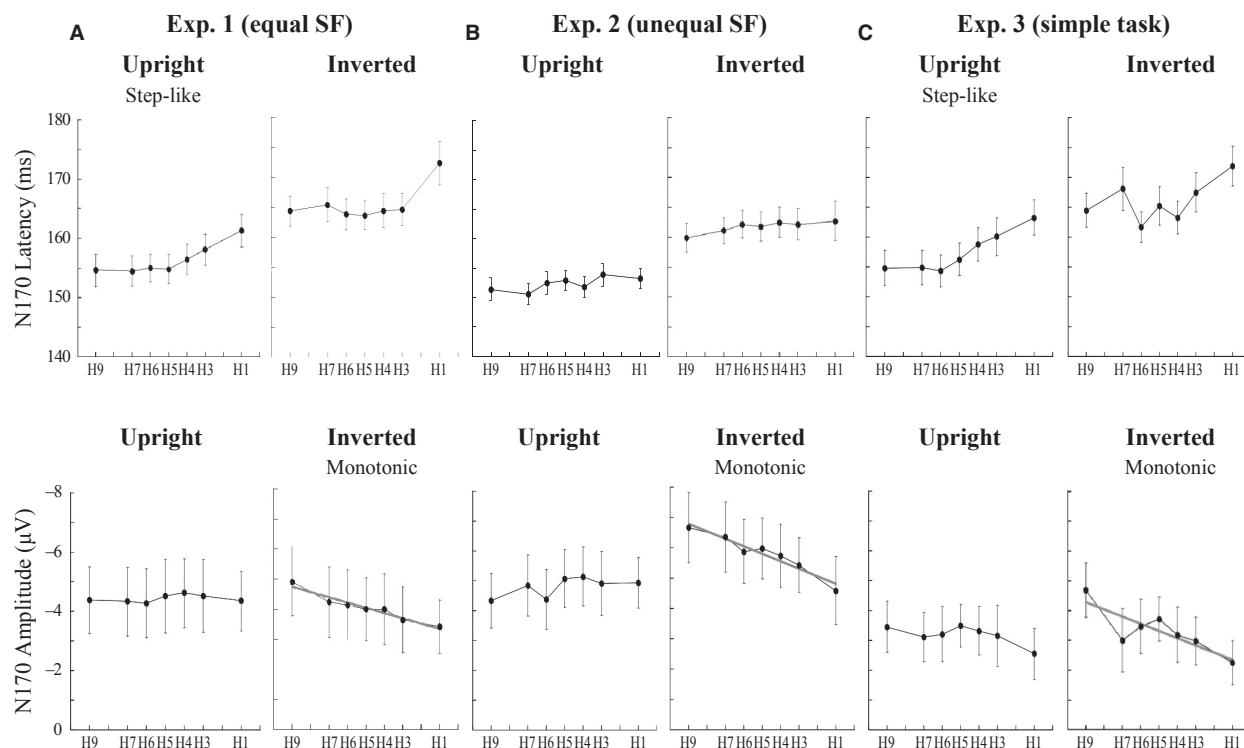 A Exp. 1 (equal SF) B Exp. 2 (unequal SF) C Exp. 3 (simple task)
Upright Inverted Upright Inverted Upright Inverted
Step-like Step-like
N170 Latency (ms)
180
170
160
150
140
H9 H7 H6 H5 H4 H3 H1 H9 H7 H6 H5 H4 H3 H1 H9 H7 H6 H5 H4 H3 H1 H9 H7 H6 H5 H4 H3 H1 H9 H7 H6 H5 H4 H3 H1 H9 H7 H6 H5 H4 H3 H1
Upright Inverted Upright Inverted Upright Inverted
Monotonic Monotonic Monotonic
N170 Amplitude (µV)
–8
–6
–4
–2
0
H9 H7 H6 H5 H4 H3 H1 H9 H7 H6 H5 H4 H3 H1 H9 H7 H6 H5 H4 H3 H1 H9 H7 H6 H5 H4 H3 H1 H9 H7 H6 H5 H4 H3 H1 H9 H7 H6 H5 H4 H3 H1